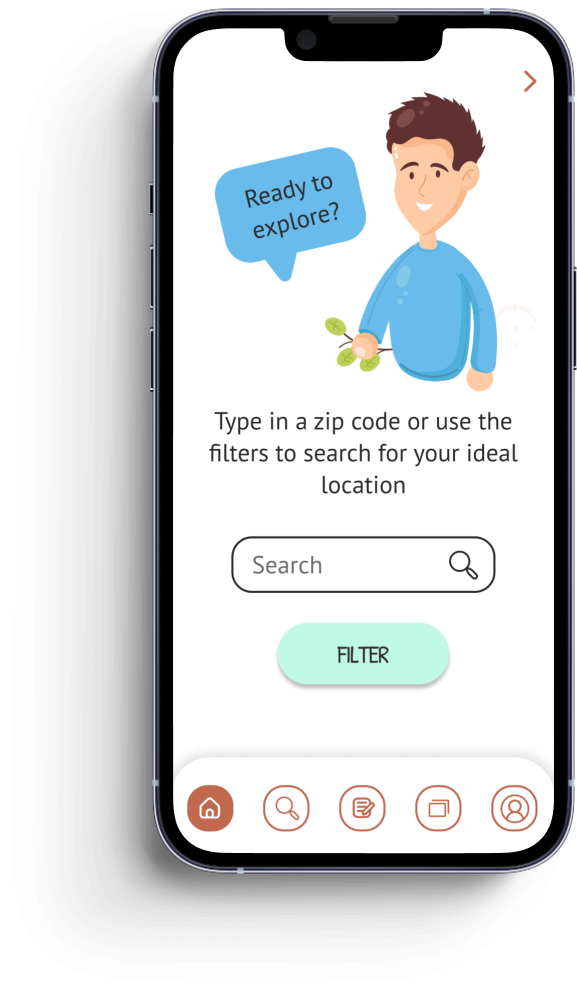 Ready to
explore?
Type in a zip code or use the
filters to search for your ideal
location
Search
FILTER